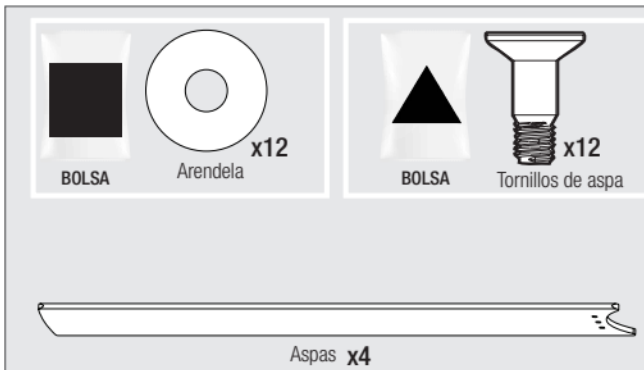 BOLSA
Arendela x12
BOLSA
Tornillos de aspa x12
Aspas x4